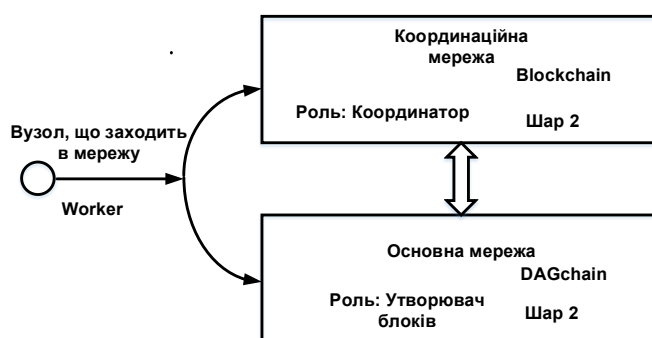 Координаційна
мережа
Blockchain
Роль: Координатор
Шар 2
Вузол, що заходить
в мережу
Worker
Основна мережа
DAGchain
Роль: Утворювач
блоків
Шар 2